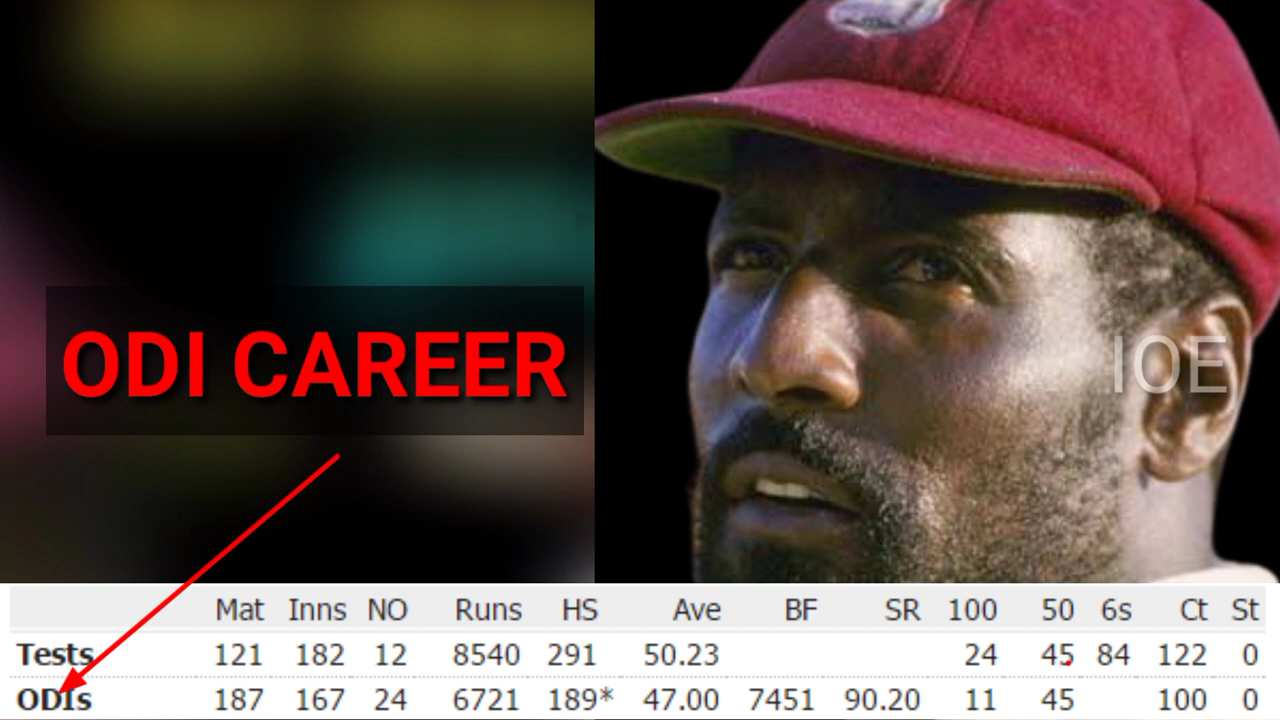 ODI CAREER
IOE
Mat Inns NO Runs HS Ave BF SR 100 50 6s Ct St
Tests 121 182 12 8540 291 50.23 24 45 84 122 0
ODIs 187 167 24 6721 189* 47.00 7451 90.20 11 45 100 0